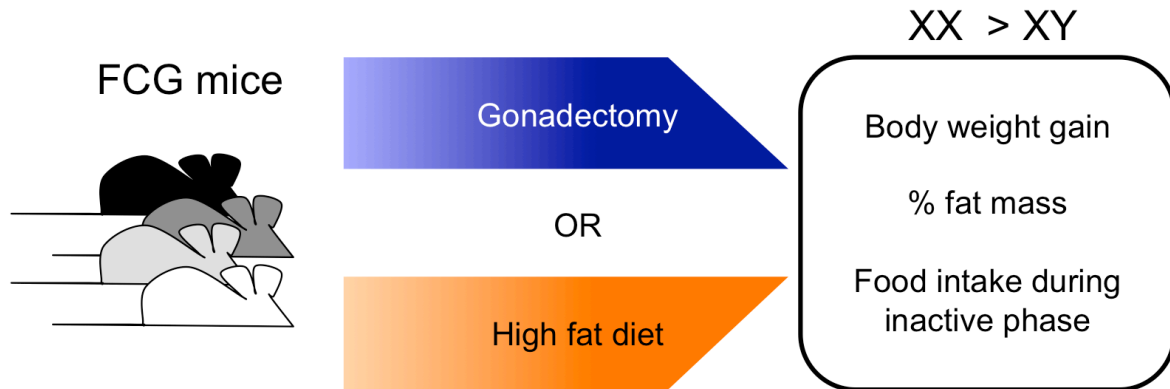 FCG mice
Gonadectomy
OR
High fat diet
XX > XY
Body weight gain
% fat mass
Food intake during
inactive phase